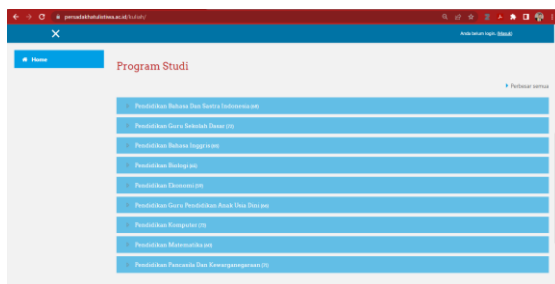 persadakhatulistiwa.ac.id/kuliah/
Anda belum login. (Masuk)
Home
Program Studi
Perbesar semua
Pendidikan Bahasa Dan Sastra Indonesia
Pendidikan Guru Sekolah Dasar
Pendidikan Bahasa Inggris
Pendidikan Biologi
Pendidikan Ekonomi
Pendidikan Guru Pendidikan Anak Usia Dini
Pendidikan Komputer
Pendidikan Matematika
Pendidikan Pancasila Dan Kewarganegaraan